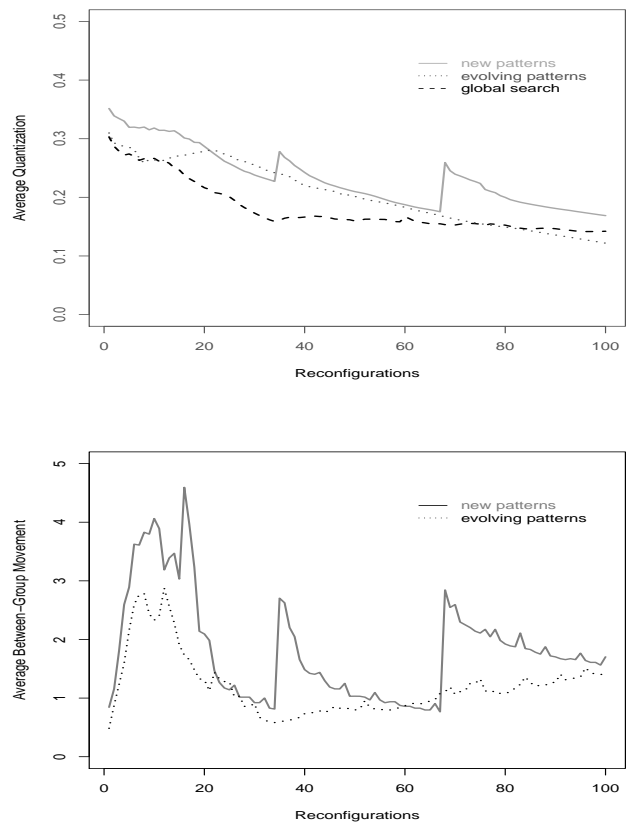 0.5
0.4
0.3
0.2
0.1
0.0
Average Quantization
new patterns
evolving patterns
global search
0 20 40 60 80 100
Reconfigurations
5
4
3
2
1
0
Average Between-Group Movement
new patterns
evolving patterns
0 20 40 60 80 100
Reconfigurations